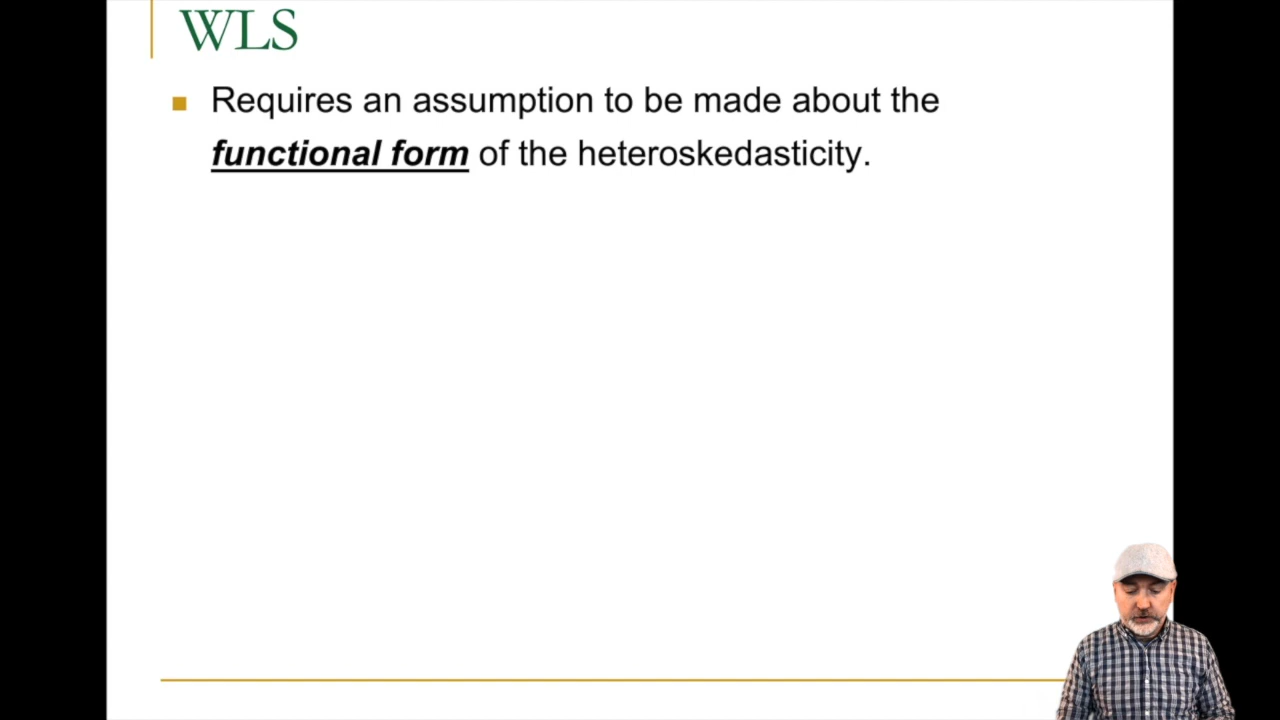 WLS
Requires an assumption to be made about the
functional form of the heteroskedasticity.